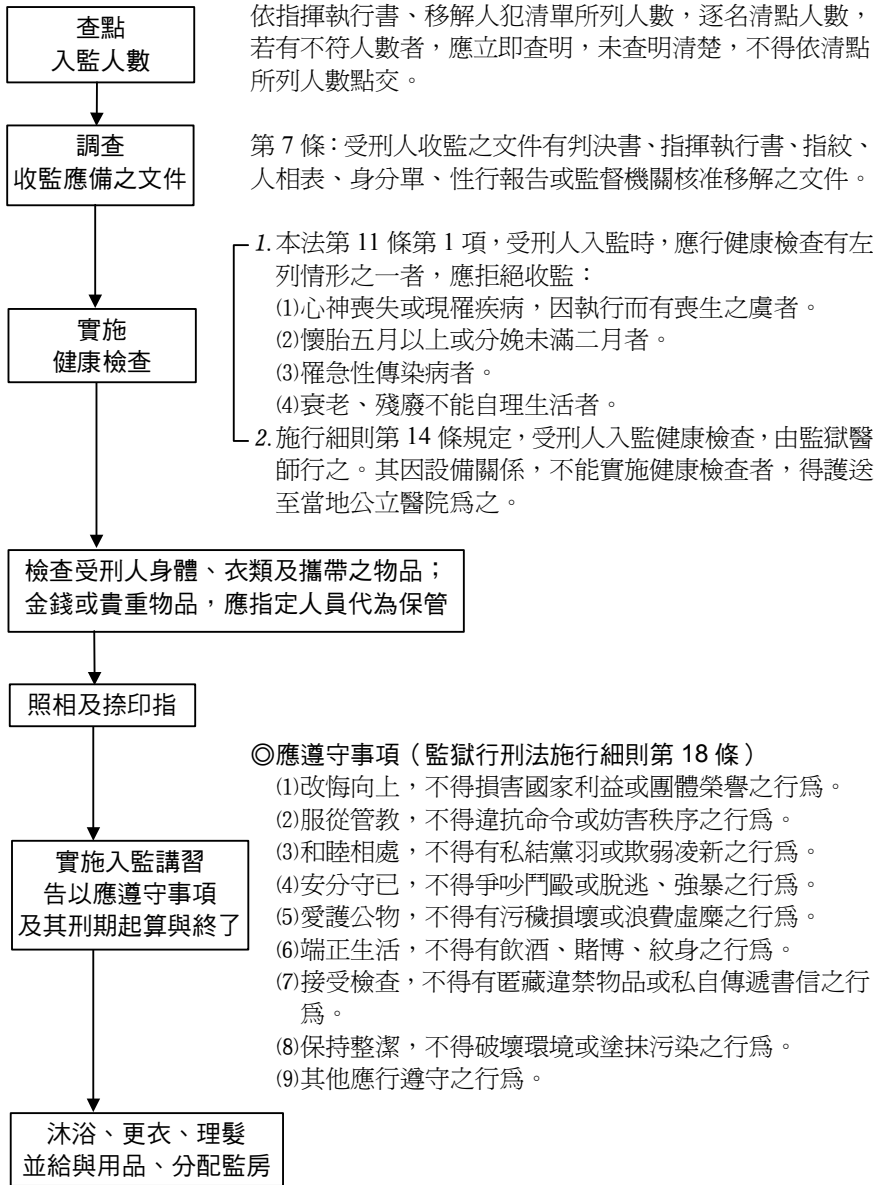 查點
入監人數
依指揮執行書、移解人犯清單所列人數，逐名清點人數，
若有不符人數者，應立即查明，未查明清楚，不得依清點
所列人數點交。
調查
收監應備之文件
第 7 條：受刑人收監之文件有判決書、指揮執行書、指紋、
人相表、身分單、性行報告或監督機關核准移解之文件。
實施
健康檢查
1. 本法第 11 條第 1 項，受刑人入監時，應行健康檢查有左
列情形之一者，應拒絕收監：
⑴心神喪失或現罹疾病，因執行而有喪生之虞者。
⑵懷胎五月以上或分娩未滿二月者。
⑶罹急性傳染病者。
⑷衰老、殘廢不能自理生活者。
2. 施行細則第 14 條規定，受刑人入監健康檢查，由監獄醫
師行之。其因設備關係，不能實施健康檢查者，得護送
至當地公立醫院爲之。
檢查受刑人身體、衣類及攜帶之物品；
金錢或貴重物品，應指定人員代為保管
照相及捺印指
實施入監講習
告以應遵守事項
及其刑期起算與終了
◎應遵守事項（監獄行刑法施行細則第 18 條）
⑴改悔向上，不得損害國家利益或團體榮譽之行爲。
⑵服從管教，不得違抗命令或妨害秩序之行爲。
⑶和睦相處，不得有私結黨羽或欺弱凌新之行爲。
⑷安分守已，不得爭吵鬥毆或脫逃、強暴之行爲。
⑸愛護公物，不得有污穢損壞或浪費虛糜之行爲。
⑹端正生活，不得有飲酒、賭博、紋身之行爲。
⑺接受檢查，不得有匿藏違禁物品或私自傳遞書信之行
爲。
⑻保持整潔，不得破壞環境或塗抹污染之行爲。
⑼其他應行遵守之行爲。
沐浴、更衣、理髮
並給與用品、分配監房